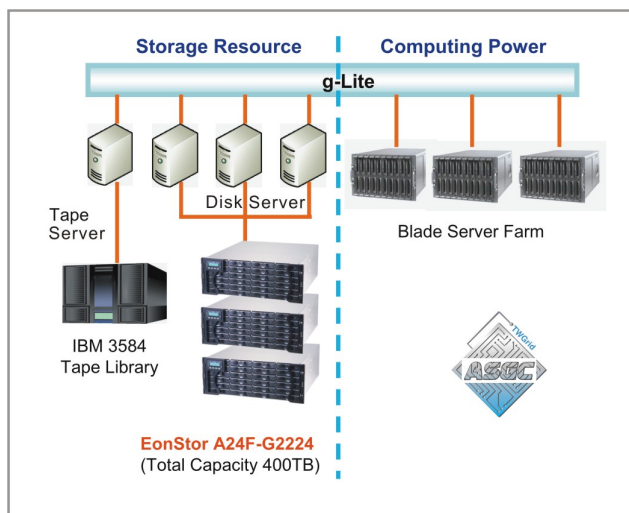 Storage Resource
Computing Power
g-Lite
Tape
Server
Disk Server
Blade Server Farm
IBM 3584
Tape Library
TWGrid
ASGC
EonStor A24F-G2224
(Total Capacity 400TB)